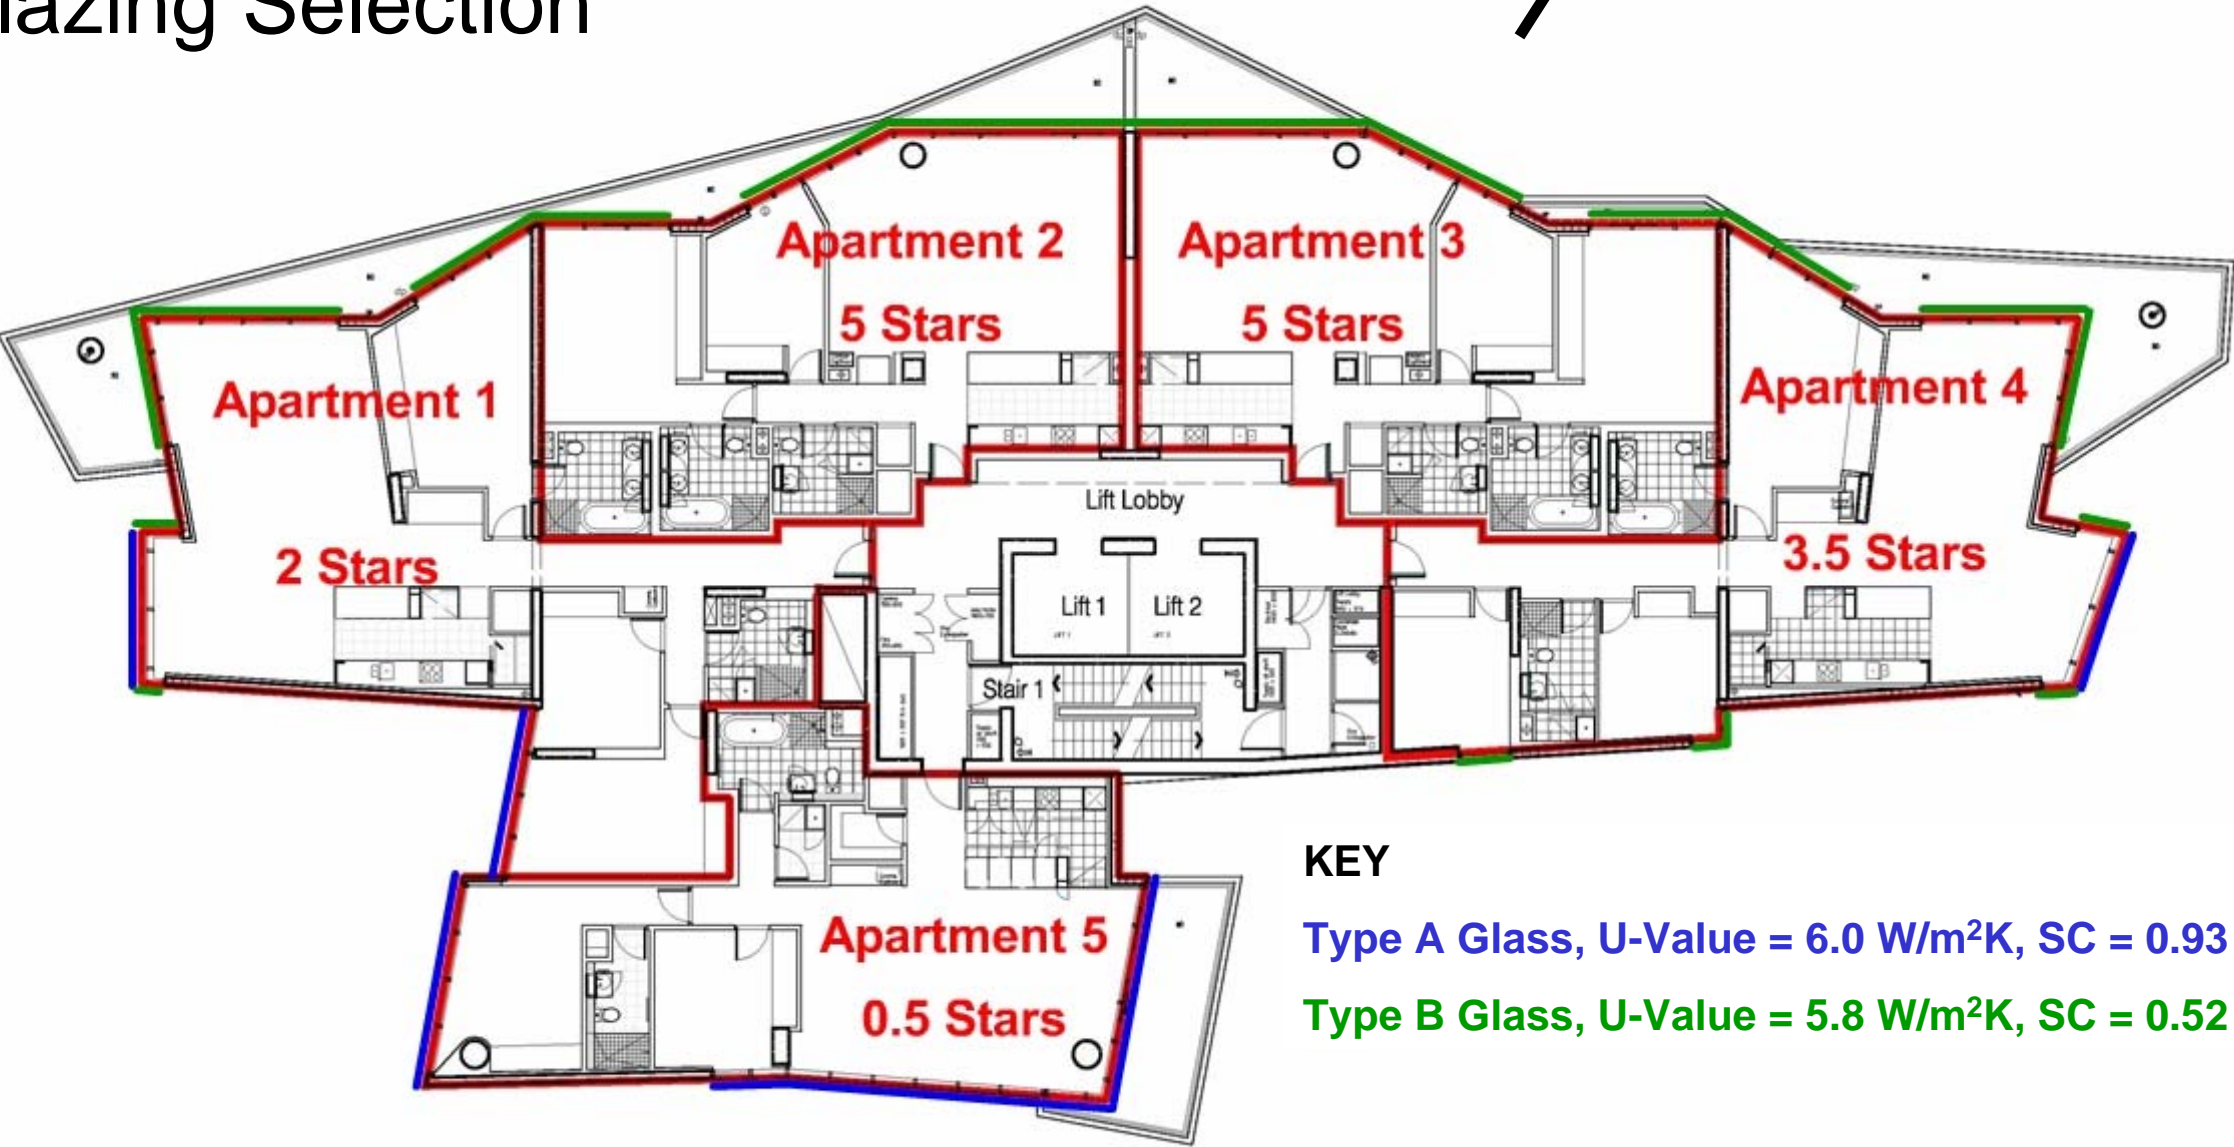 lazing Selection
Apartment 2
5 Stars
Apartment 3
5 Stars
Apartment 1
2 Stars
Apartment 4
3.5 Stars
Lift Lobby
Lift 1
Lift 2
Stair 1
Apartment 5
0.5 Stars
KEY
Type A Glass, U-Value = 6.0 W/m²K, SC = 0.93
Type B Glass, U-Value = 5.8 W/m²K, SC = 0.52